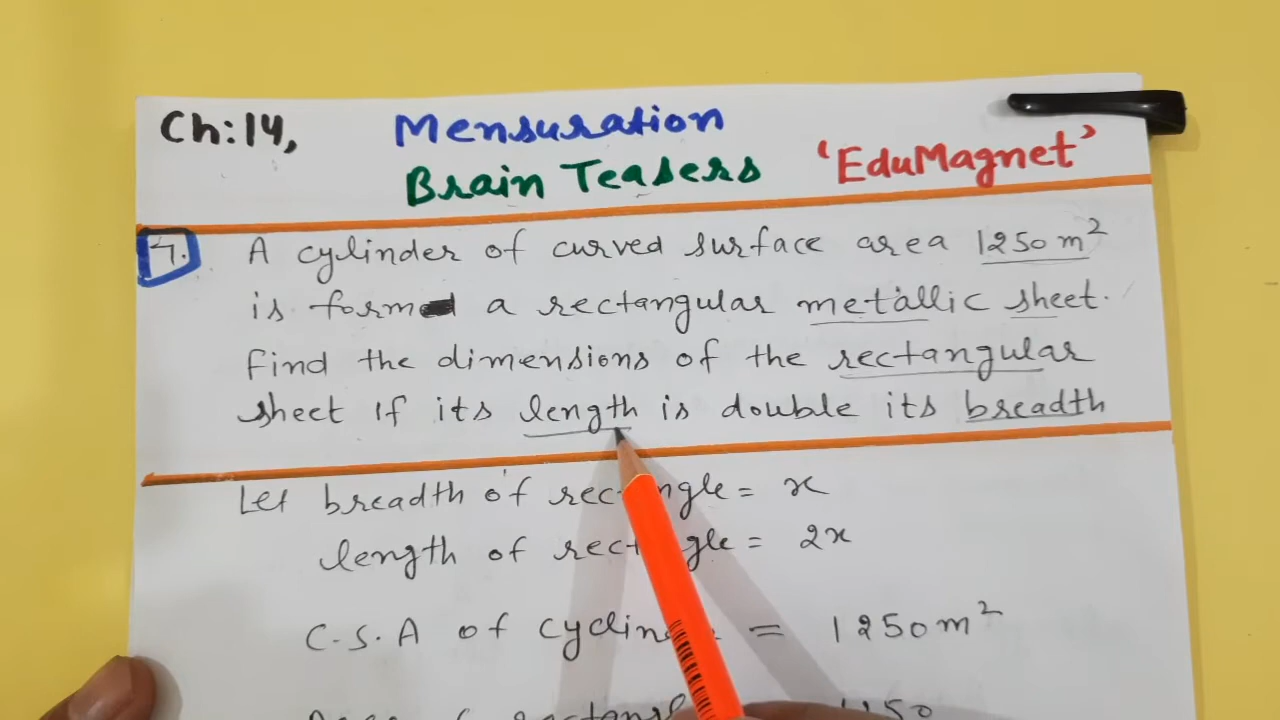 Ch:14, Mensuration
Brain Teasers 'EduMagnet'
7. A cylinder of curved surface area 1250 m²
is form a rectangular metallic sheet.
Find the dimensions of the rectangular
sheet If its length is double its breadth
Let breadth of rectangle = x
length of rectangle = 2x
C.S.A of cylinder = 1250 m²